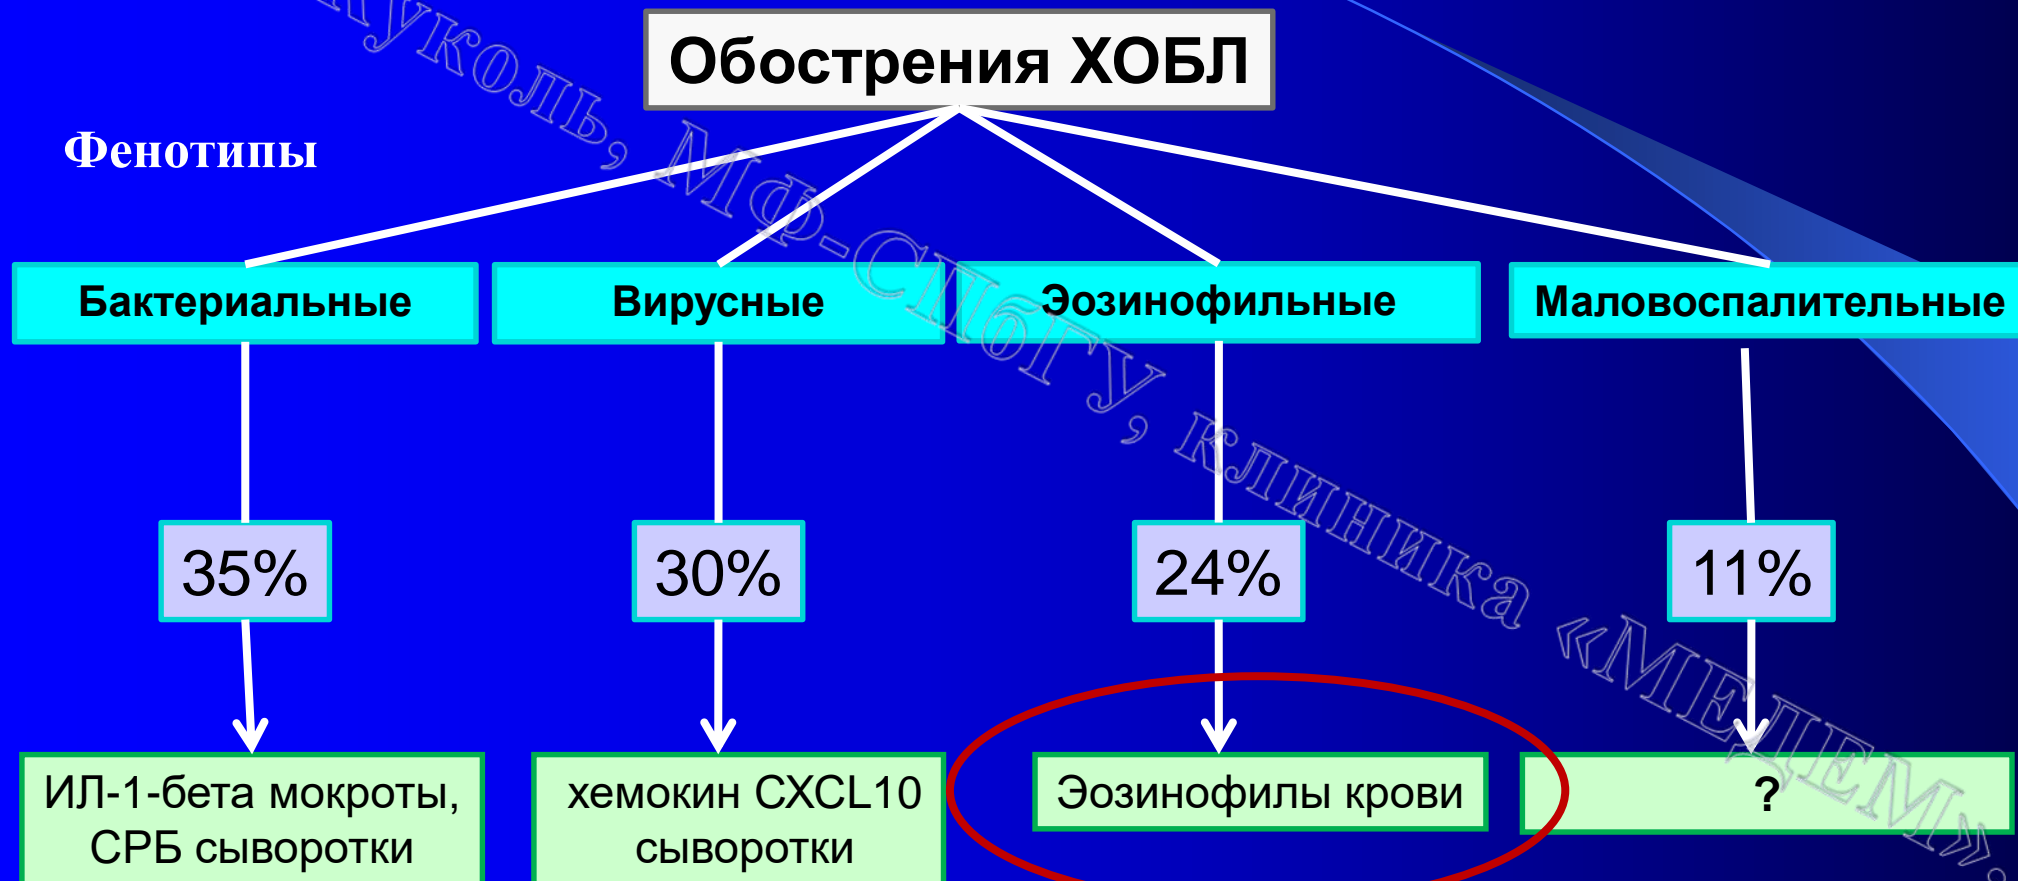 Обострения ХОБЛ
Фенотипы
Бактериальные
Вирусные
Эозинофильные
Маловоспалительные
35%
30%
24%
11%
ИЛ-1-бета мокроты,
СРБ сыворотки
хемокин CXCL10
сыворотки
Эозинофилы крови
?
Куколь, МФ-СПбГУ, клиника «МЕДЕМ».